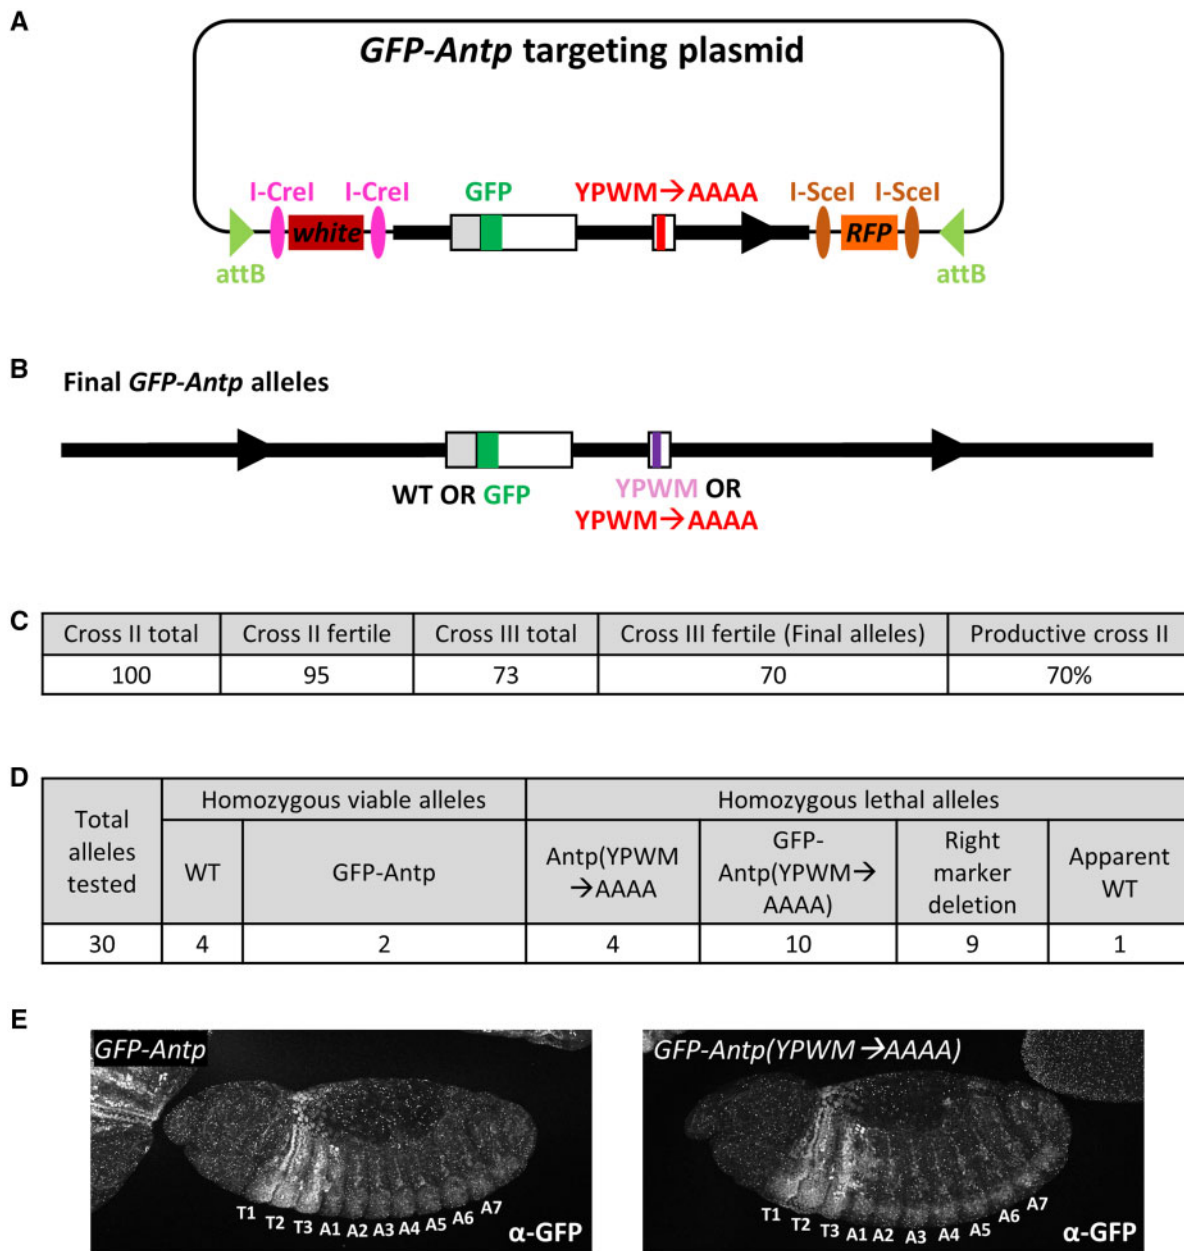 A
GFP-Antp targeting plasmid
I-CreI I-CreI GFP YPWM→AAAA I-SceI I-SceI
white RFP
attB attB
B
Final GFP-Antp alleles
WT OR GFP YPWM OR
YPWM→AAAA
C
Cross II total Cross II fertile Cross III total Cross III fertile (Final alleles) Productive cross II
100 95 73 70 70%
D
Total alleles tested
Homozygous viable alleles Homozygous lethal alleles
WT GFP-Antp
Antp(YPWM
→AAAA
GFP-
Antp(YPWM→
AAAA)
Right
marker
deletion
Apparent
WT
30 4 2 4 10 9 1
E
GFP-Antp
T1 T2 T3 A1 A2 A3 A4 A5 A6 A7
α-GFP
GFP-Antp(YPWM→AAAA)
T1 T2 T3 A1 A2 A3 A4 A5 A6 A7
α-GFP